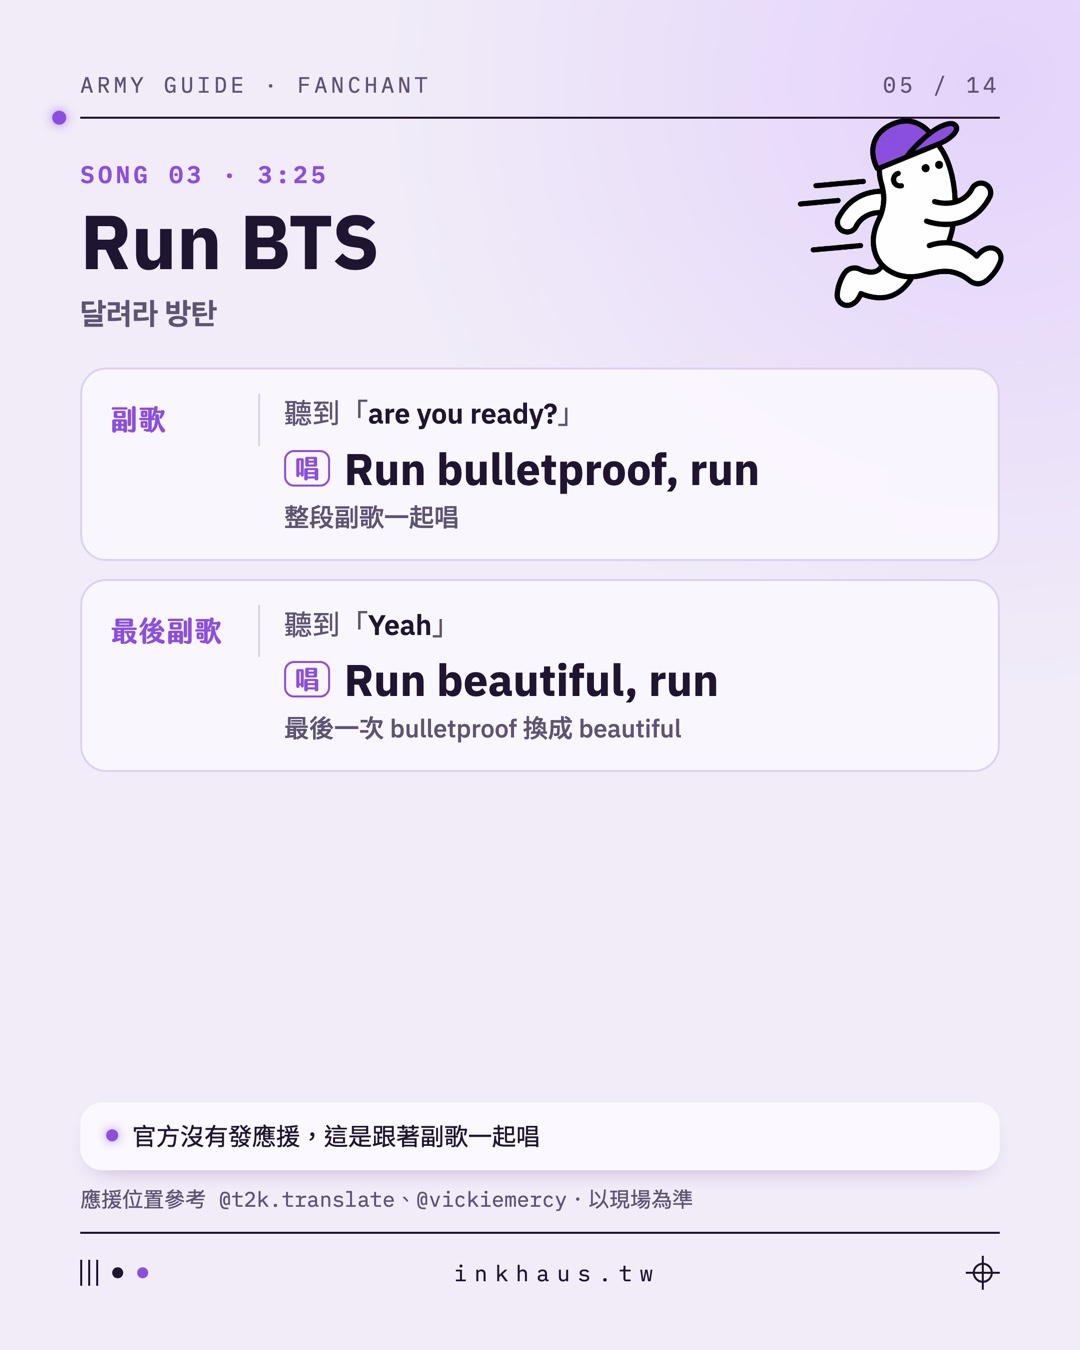 ARMY GUIDE · FANCHANT
05 / 14
SONG 03 · 3:25
Run BTS
달려라 방탄
副歌
聽到「are you ready?」
唱 Run bulletproof, run
整段副歌一起唱
最後副歌
聽到「Yeah」
唱 Run beautiful, run
最後一次 bulletproof 換成 beautiful
官方沒有發應援，這是跟著副歌一起唱
應援位置參考 @t2k.translate、@vickiemercy · 以現場為準
inkhaus.tw